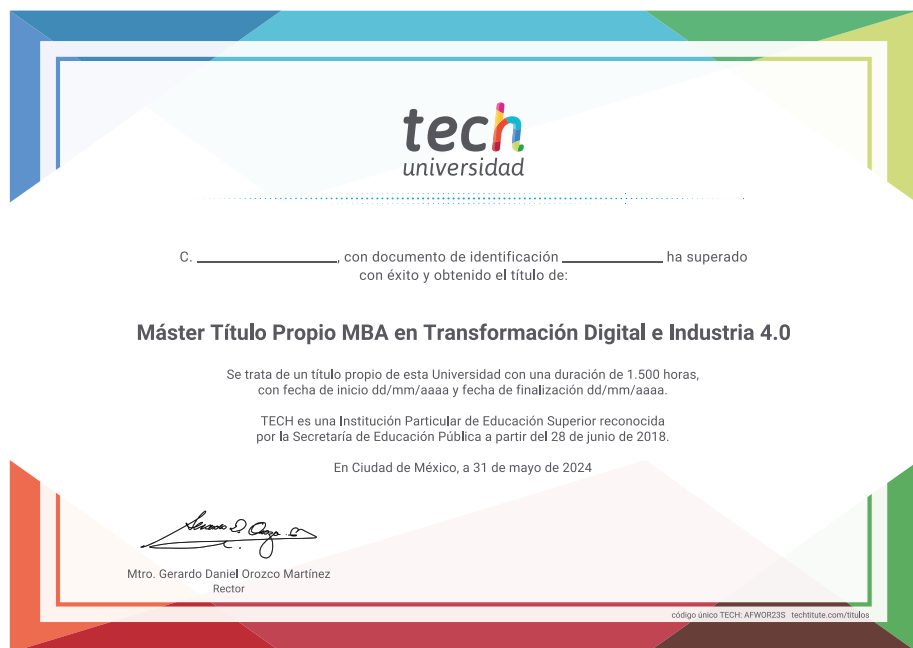 tech
universidad
C. ______________, con documento de identificación ____________ ha superado
con éxito y obtenido el título de:
Máster Título Propio MBA en Transformación Digital e Industria 4.0
Se trata de un título propio de esta Universidad con una duración de 1.500 horas,
con fecha de inicio dd/mm/aaaa y fecha de finalización dd/mm/aaaa.
TECH es una Institución Particular de Educación Superior reconocida
por la Secretaría de Educación Pública a partir del 28 de junio de 2018.
En Ciudad de México, a 31 de mayo de 2024
Mtro. Gerardo Daniel Orozco Martínez
Rector
código único TECH: AFWOR23S techtitute.com/titulos